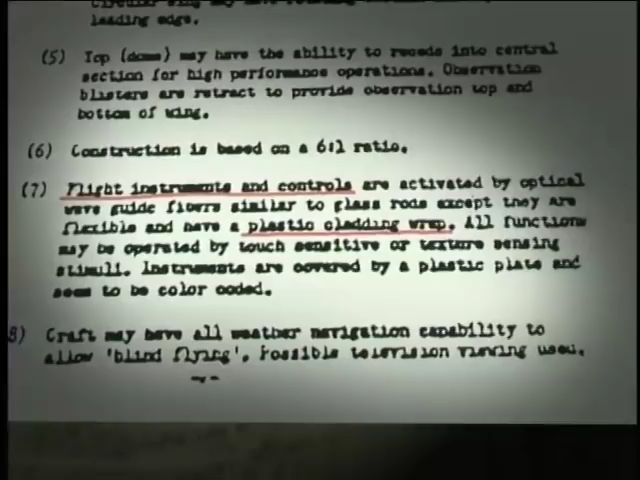 leading edge.
(5) Top (dome) may have the ability to recede into central
section for high performance operations. Observation
blisters are retract to provide observation top and
bottom of wing.
(6) Construction is based on a 6:1 ratio.
(7) Flight instruments and controls are activated by optical
wave guide fibers similar to glass rods except they are
flexible and have a plastic cladding wrap. All functions
may be operated by touch sensitive or texture sensing
stimuli. Instruments are covered by a plastic plate and
seem to be color coded.
8) Craft may have all weather navigation capability to
allow 'blind flying'. Possible television viewing used.